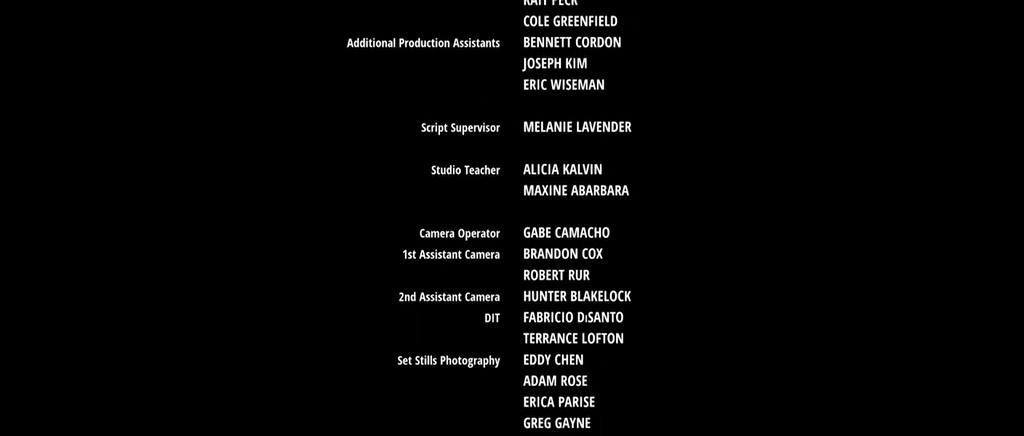 COLE GREENFIELD
Additional Production Assistants BENNETT CORDON
JOSEPH KIM
ERIC WISEMAN
Script Supervisor MELANIE LAVENDER
Studio Teacher ALICIA KALVIN
MAXINE ABARBARA
Camera Operator GABE CAMACHO
1st Assistant Camera BRANDON COX
ROBERT RUR
2nd Assistant Camera HUNTER BLAKELOCK
DIT FABRICIO DiSANTO
TERRANCE LOFTON
Set Stills Photography EDDY CHEN
ADAM ROSE
ERICA PARISE
GREG GAYNE